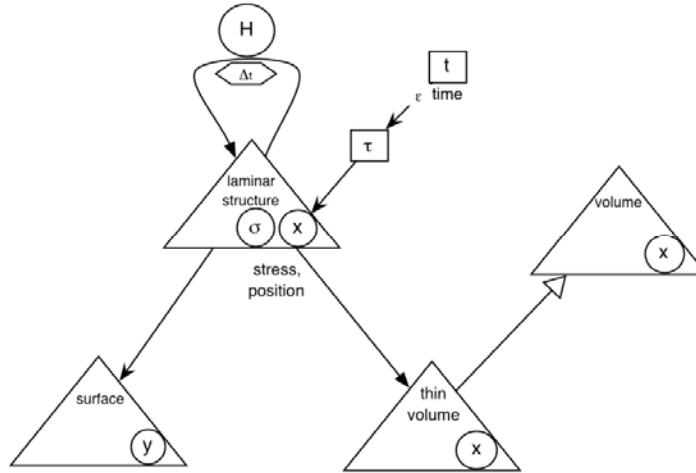 H
Δt
t
ε time
τ
laminar
structure
σ x
volume
x
stress,
position
surface
y
thin
volume
x